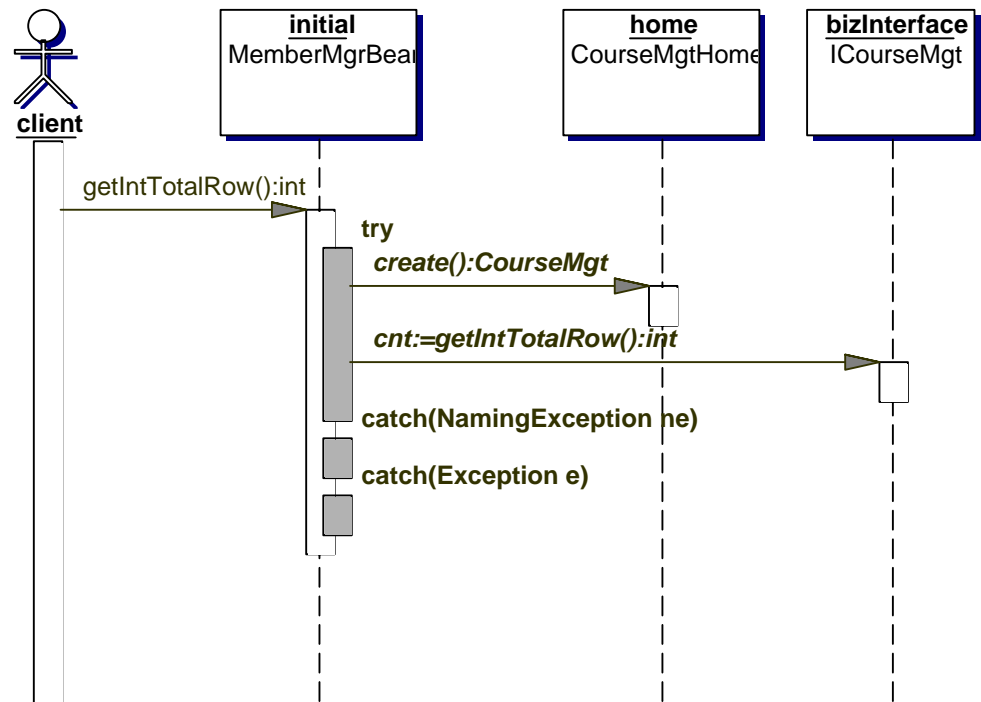 initial
MemberMgrBear
home
CourseMgtHome
bizInterface
ICourseMgt
client
getIntTotalRow():int
try
create():CourseMgt
cnt:=getIntTotalRow():int
catch(NamingException ne)
catch(Exception e)